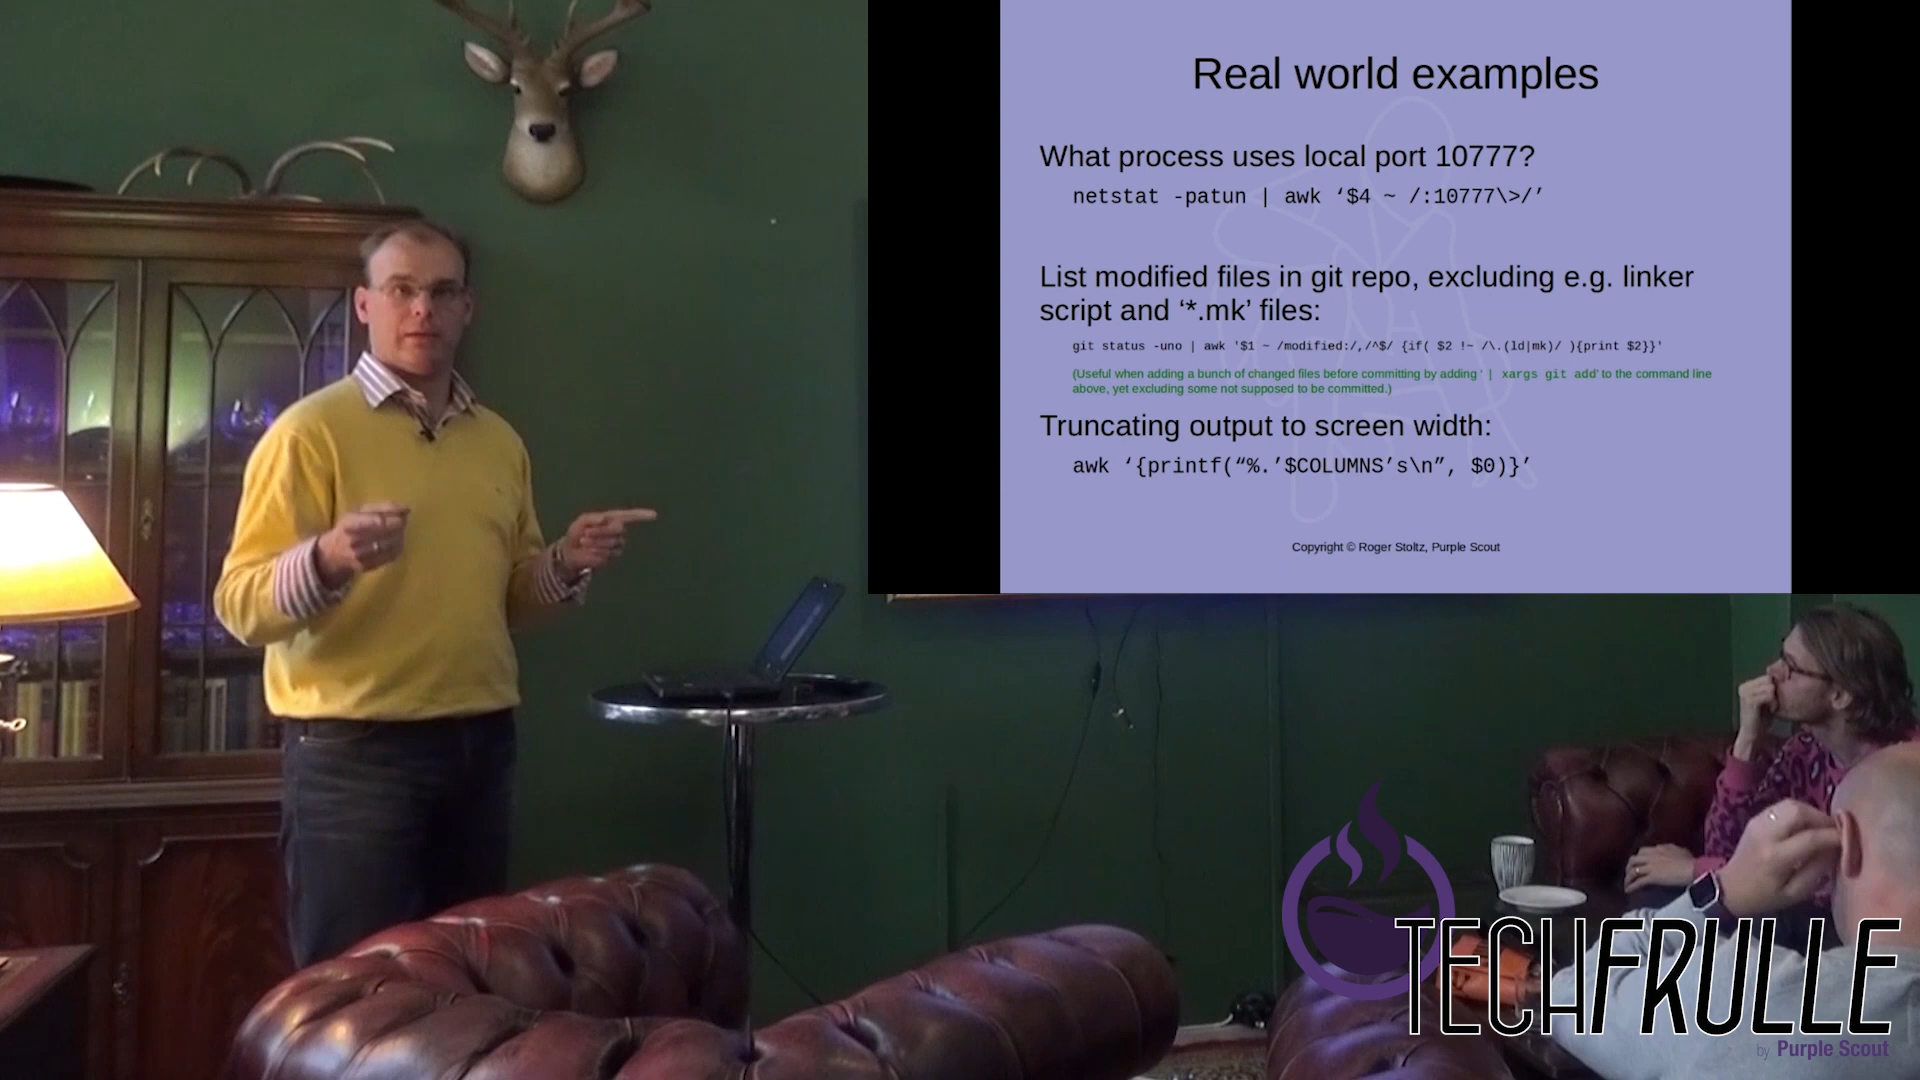 Real world examples
What process uses local port 10777?
netstat -patun | awk ‘$4 ~ /:10777\>/’
List modified files in git repo, excluding e.g. linker
script and ‘*.mk’ files:
git status -uno | awk '$1 ~ /modified:/,/^$/ {if( $2 !~ /\.(ld|mk)/ ){print $2}}'
(Useful when adding a bunch of changed files before committing by adding ‘ | xargs git add’ to the command line
above, yet excluding some not supposed to be committed.)
Truncating output to screen width:
awk ‘{printf(“%.’$COLUMNS’s\n”, $0)}’
Copyright © Roger Stoltz, Purple Scout
TECHFRULLE
by Purple Scout